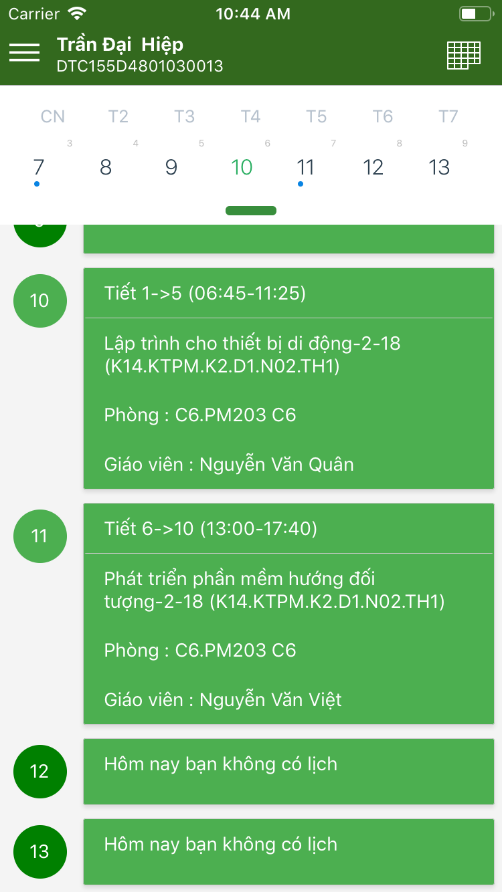 Carrier 10:44 AM
Trần Đại Hiệp
DTC155D4801030013
CN T2 T3 T4 T5 T6 T7
3 4 5 6 7 8 9
7 8 9 10 11 12 13
10
Tiết 1->5 (06:45-11:25)
Lập trình cho thiết bị di động-2-18
(K14.KTPM.K2.D1.N02.TH1)
Phòng : C6.PM203 C6
Giáo viên : Nguyễn Văn Quân
11
Tiết 6->10 (13:00-17:40)
Phát triển phần mềm hướng đối
tượng-2-18 (K14.KTPM.K2.D1.N02.TH1)
Phòng : C6.PM203 C6
Giáo viên : Nguyễn Văn Việt
12
Hôm nay bạn không có lịch
13
Hôm nay bạn không có lịch